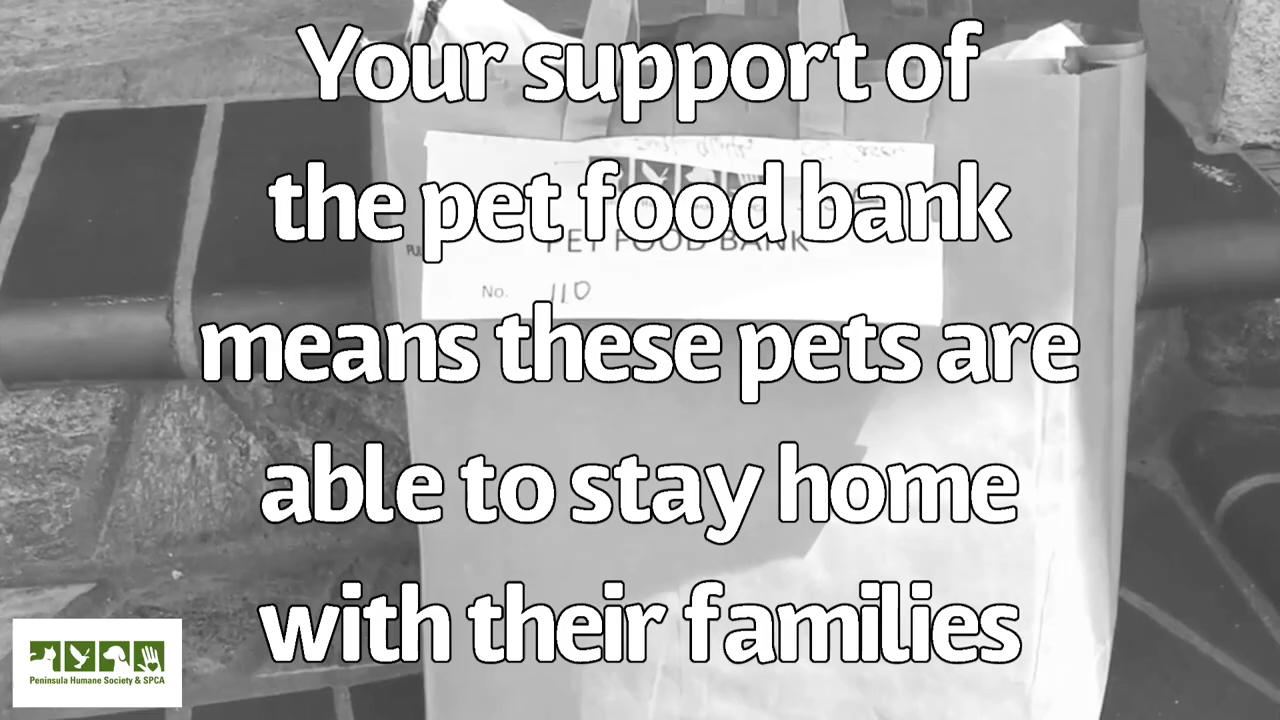 Your support of
the pet food bank
PET FOOD BANK
No. 110
means these pets are
able to stay home
with their families
Peninsula Humane Society & SPCA